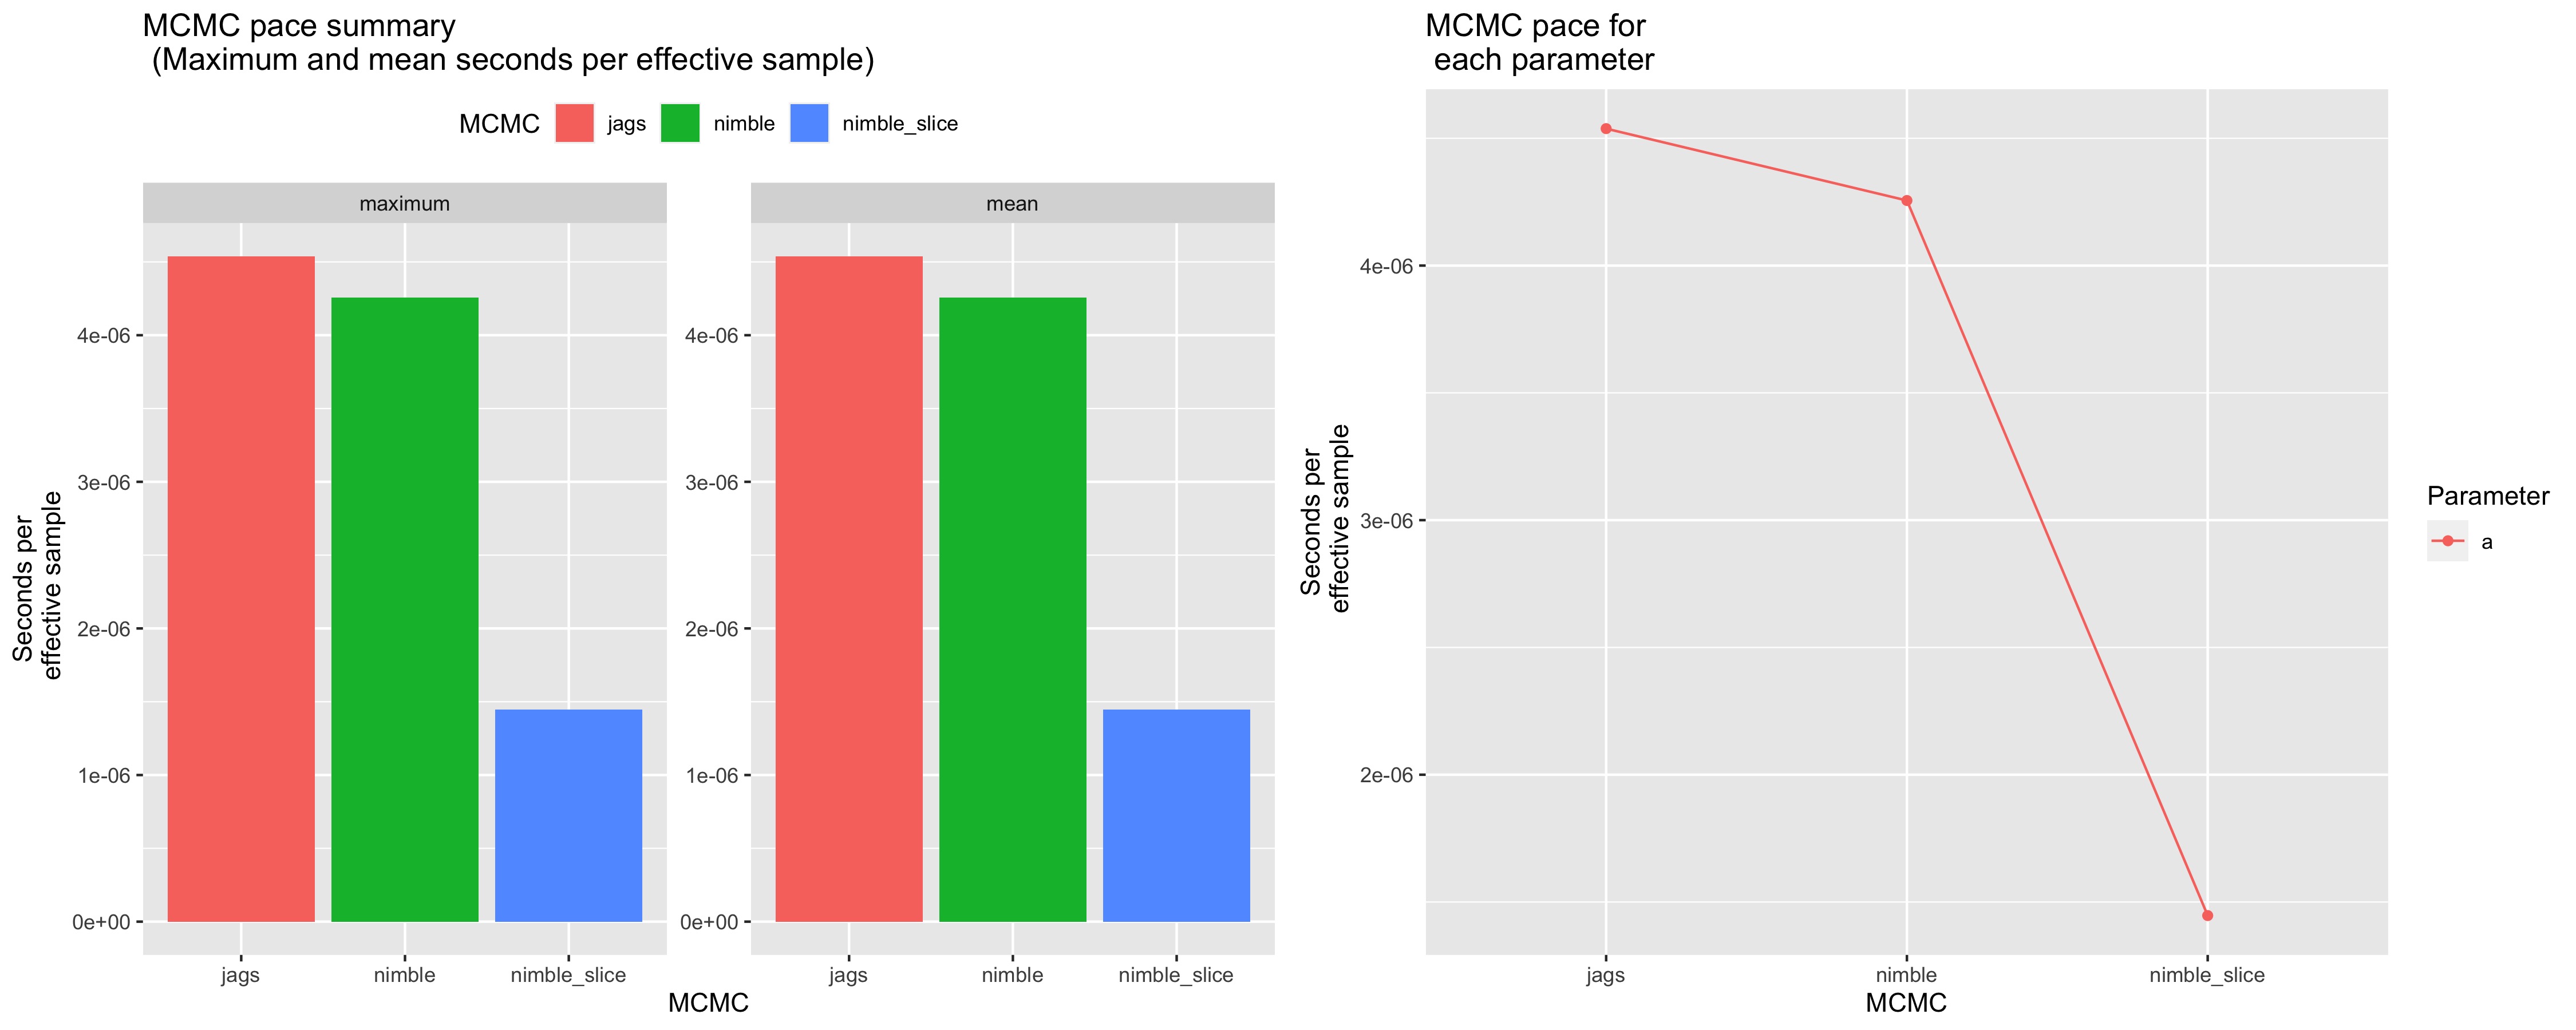 MCMC pace summary
(Maximum and mean seconds per effective sample)
MCMC jags nimble nimble_slice
maximum
mean
Seconds per
effective sample
4e-06
3e-06
2e-06
1e-06
0e+00
4e-06
3e-06
2e-06
1e-06
0e+00
jags nimble nimble_slice
jags nimble nimble_slice
MCMC
MCMC pace for
each parameter
Seconds per
effective sample
4e-06
3e-06
2e-06
jags nimble nimble_slice
MCMC
Parameter
a